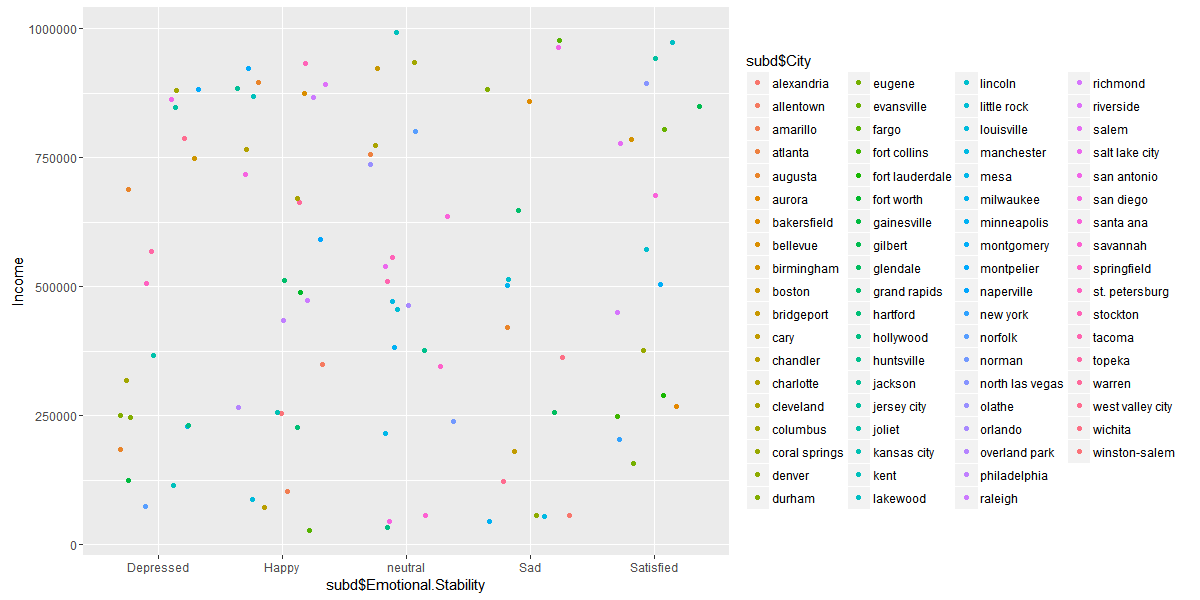 1000000
750000
500000
250000
0
Income
Depressed Happy neutral Sad Satisfied
subd$Emotional.Stability
subd$City
alexandria
allentown
amarillo
atlanta
augusta
aurora
bakersfield
bellevue
birmingham
boston
bridgeport
cary
chandler
charlotte
cleveland
columbus
coral springs
denver
durham
eugene
evansville
fargo
fort collins
fort lauderdale
fort worth
gainesville
gilbert
glendale
grand rapids
hartford
hollywood
huntsville
jackson
jersey city
joliet
kansas city
kent
lakewood
lincoln
little rock
louisville
manchester
mesa
milwaukee
minneapolis
montgomery
montpelier
naperville
new york
norfolk
norman
north las vegas
olathe
orlando
overland park
philadelphia
raleigh
richmond
riverside
salem
salt lake city
san antonio
san diego
santa ana
savannah
springfield
st. petersburg
stockton
tacoma
topeka
warren
west valley city
wichita
winston-salem